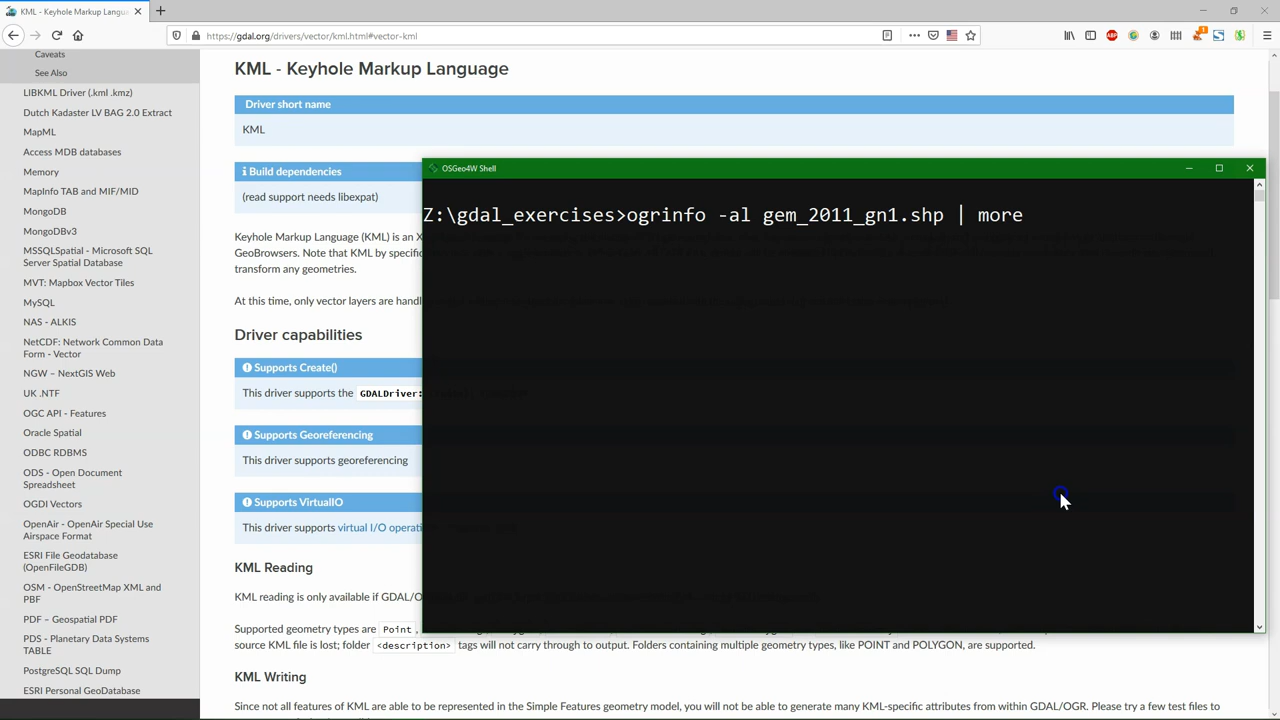 KML - Keyhole Markup Langua
https://gdal.org/drivers/vector/kml.html#vector-kml
Caveats
See Also
LIBKML Driver (.kml .kmz)
Dutch Kadaster LV BAG 2.0 Extract
MapML
Access MDB databases
Memory
MapInfo TAB and MIF/MID
MongoDB
MongoDBv3
MSSQLSpatial - Microsoft SQL
Server Spatial Database
MVT: Mapbox Vector Tiles
MySQL
NAS - ALKIS
NetCDF: Network Common Data
Form - Vector
NGW – NextGIS Web
UK .NTF
OGC API - Features
Oracle Spatial
ODBC RDBMS
ODS - Open Document
Spreadsheet
OGDI Vectors
OpenAir - OpenAir Special Use
Airspace Format
ESRI File Geodatabase
(OpenFileGDB)
OSM - OpenStreetMap XML and
PBF
PDF – Geospatial PDF
PDS - Planetary Data Systems
TABLE
PostgreSQL SQL Dump
ESRI Personal GeoDatabase
KML - Keyhole Markup Language
Driver short name
KML
Build dependencies
(read support needs libexpat)
Keyhole Markup Language (KML) is an X
GeoBrowsers. Note that KML by specifi
transform any geometries.
At this time, only vector layers are handl
Driver capabilities
Supports Create()
This driver supports the GDALDriver:
Supports Georeferencing
This driver supports georeferencing
Supports VirtualIO
This driver supports virtual I/O operati
KML Reading
KML reading is only available if GDAL/O
Supported geometry types are Point ,
source KML file is lost; folder <description> tags will not carry through to output. Folders containing multiple geometry types, like POINT and POLYGON, are supported.
KML Writing
Since not all features of KML are able to be represented in the Simple Features geometry model, you will not be able to generate many KML-specific attributes from within GDAL/OGR. Please try a few test files to
OSGeo4W Shell
Z:\gdal_exercises>ogrinfo -al gem_2011_gn1.shp | more